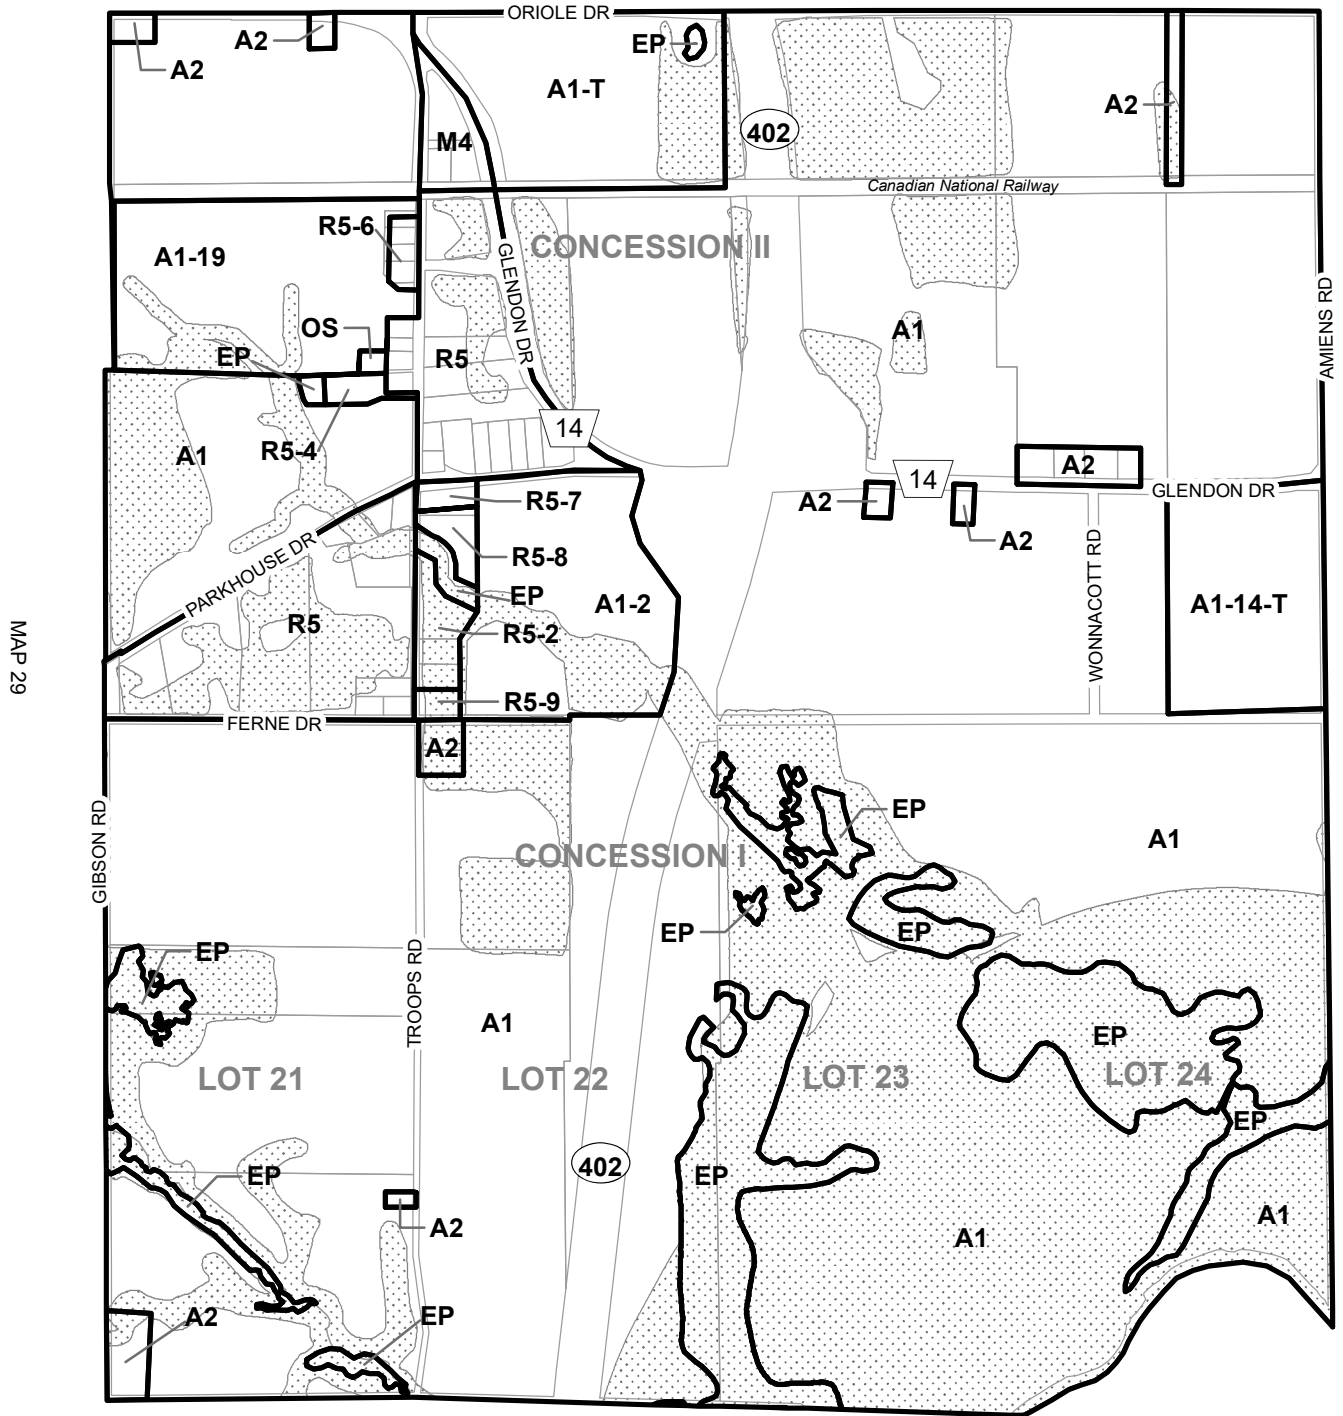 ORIOLE DR
A2
A2
EP
A1-T
402
A2
M4
Canadian National Railway
R5-6
CONCESSION II
A1-19
GLENDON DR
AMIENS RD
OS
EP
R5
A1
14
A1
R5-4
A2
14
GLENDON DR
R5-7
A2
A2
PARKHOUSE DR
R5-8
WONNACOTT RD
EP
A1-2
A1-14-T
R5
R5-2
MAP 29
R5-9
FERNE DR
A2
GIBSON RD
EP
A1
CONCESSION I
EP
EP
EP
TROOPS RD
A1
EP
LOT 21
LOT 22
LOT 23
LOT 24
EP
402
EP
EP
A2
A1
A1
A2
EP